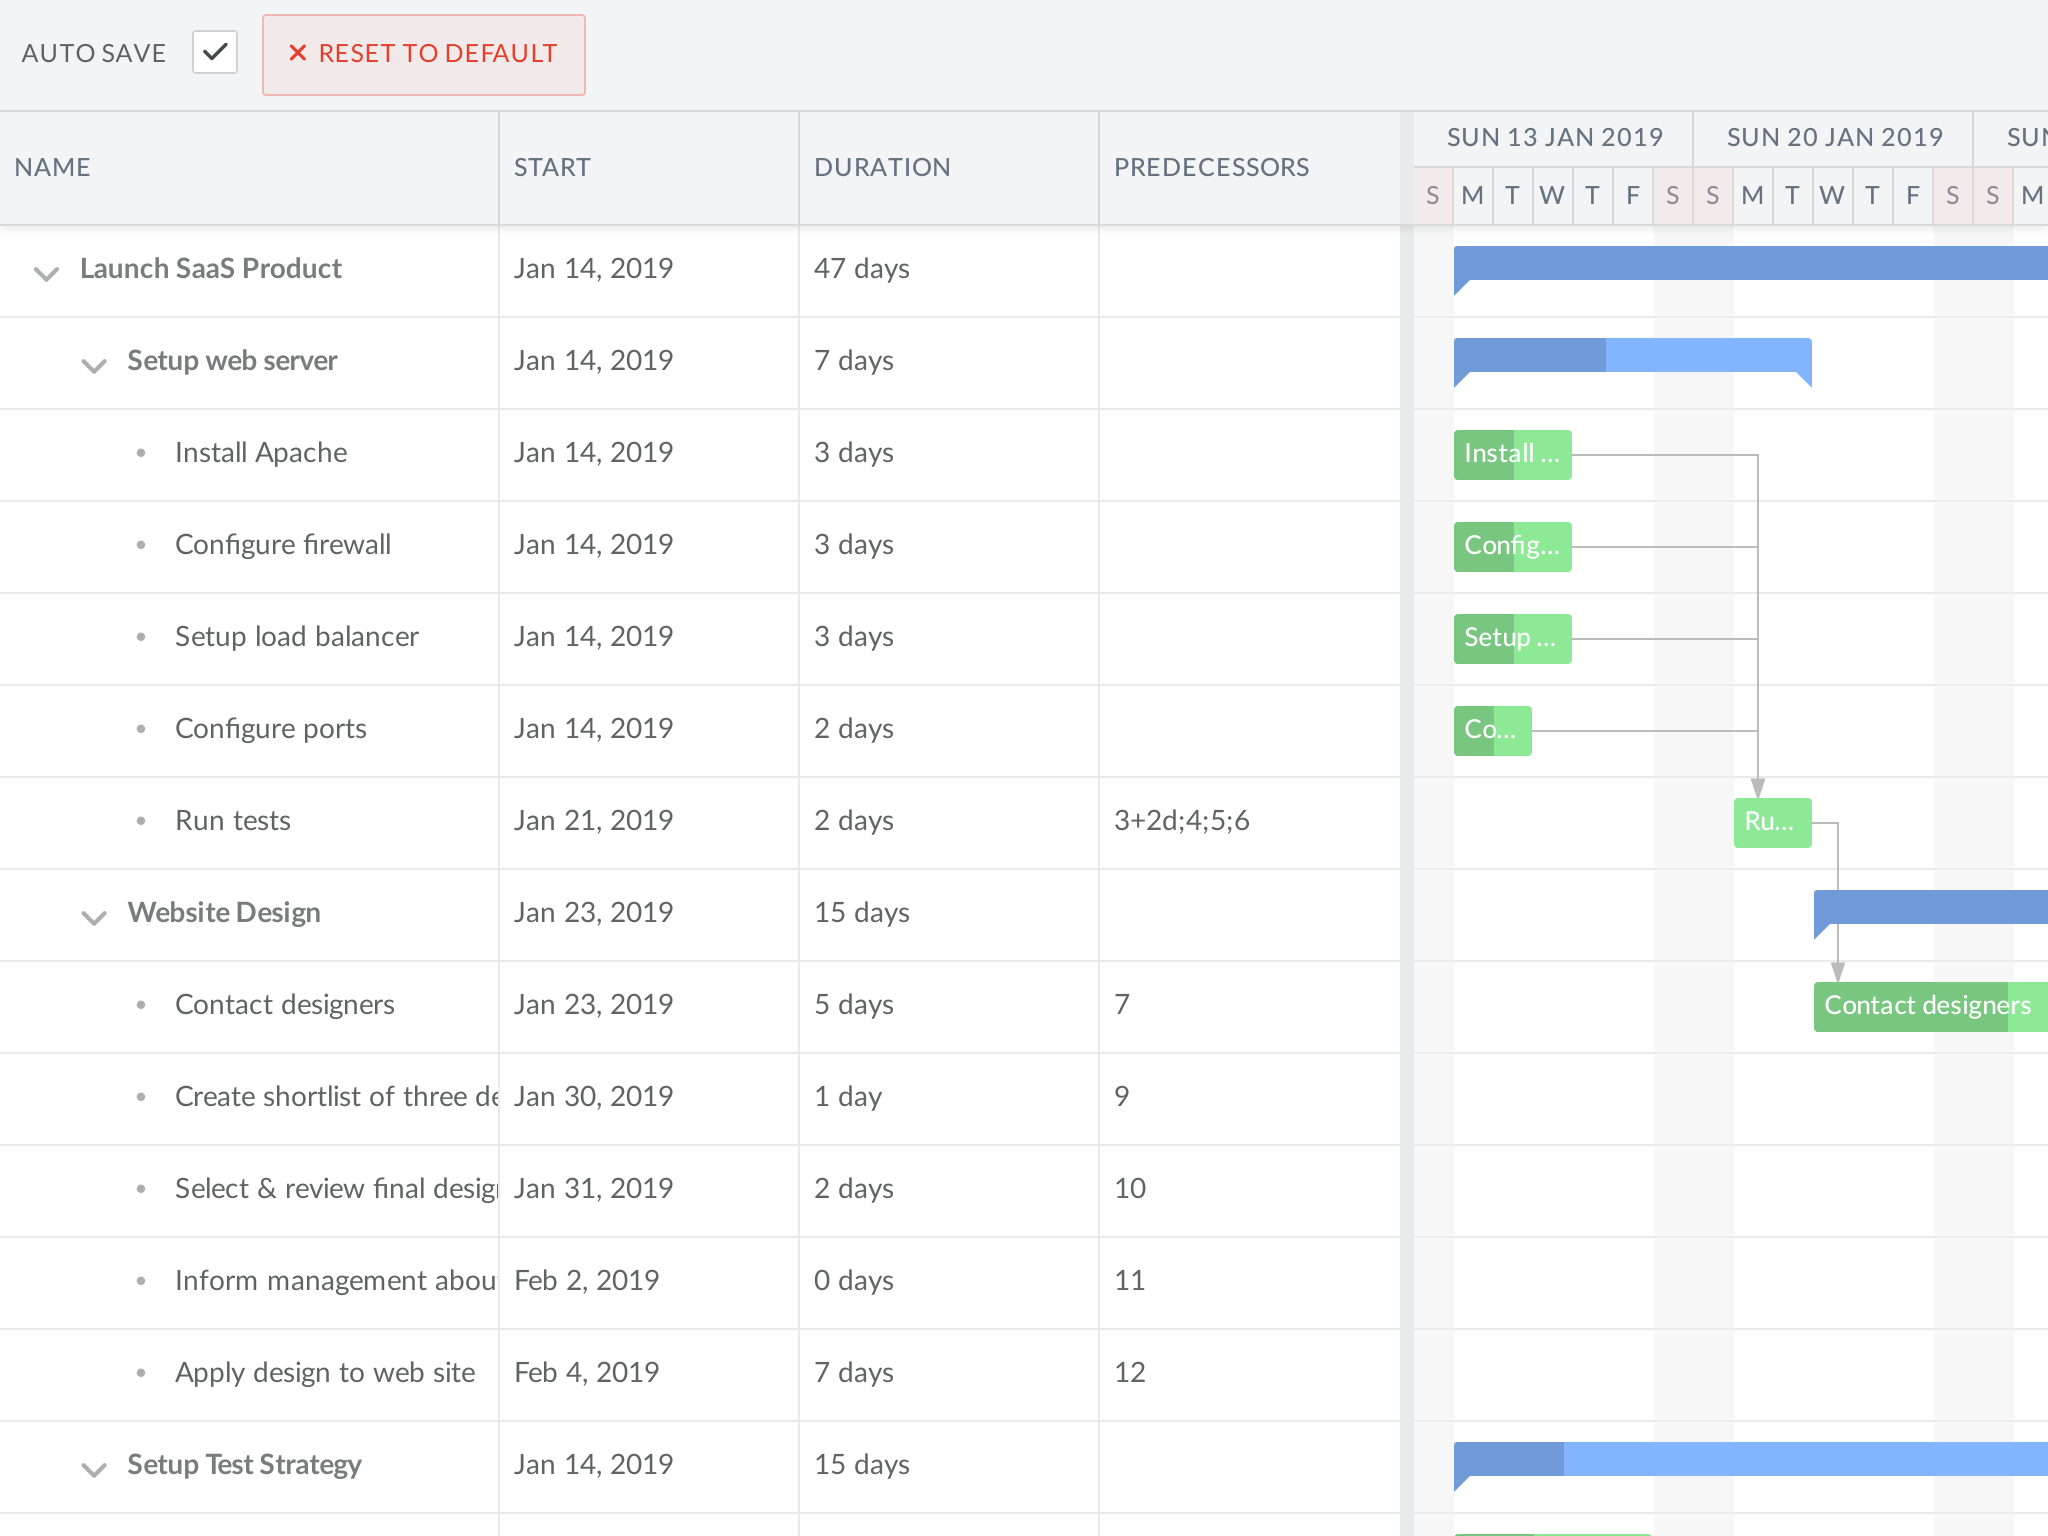 AUTO SAVE RESET TO DEFAULT
NAME START DURATION PREDECESSORS SUN 13 JAN 2019 SUN 20 JAN 2019 SUN
S M T W T F S S M T W T F S S M
Launch SaaS Product Jan 14, 2019 47 days
Setup web server Jan 14, 2019 7 days
Install Apache Jan 14, 2019 3 days Install ...
Configure firewall Jan 14, 2019 3 days Config...
Setup load balancer Jan 14, 2019 3 days Setup ...
Configure ports Jan 14, 2019 2 days Co...
Run tests Jan 21, 2019 2 days 3+2d;4;5;6 Ru...
Website Design Jan 23, 2019 15 days
Contact designers Jan 23, 2019 5 days 7 Contact designers
Create shortlist of three de Jan 30, 2019 1 day 9
Select & review final desig Jan 31, 2019 2 days 10
Inform management abou Feb 2, 2019 0 days 11
Apply design to web site Feb 4, 2019 7 days 12
Setup Test Strategy Jan 14, 2019 15 days